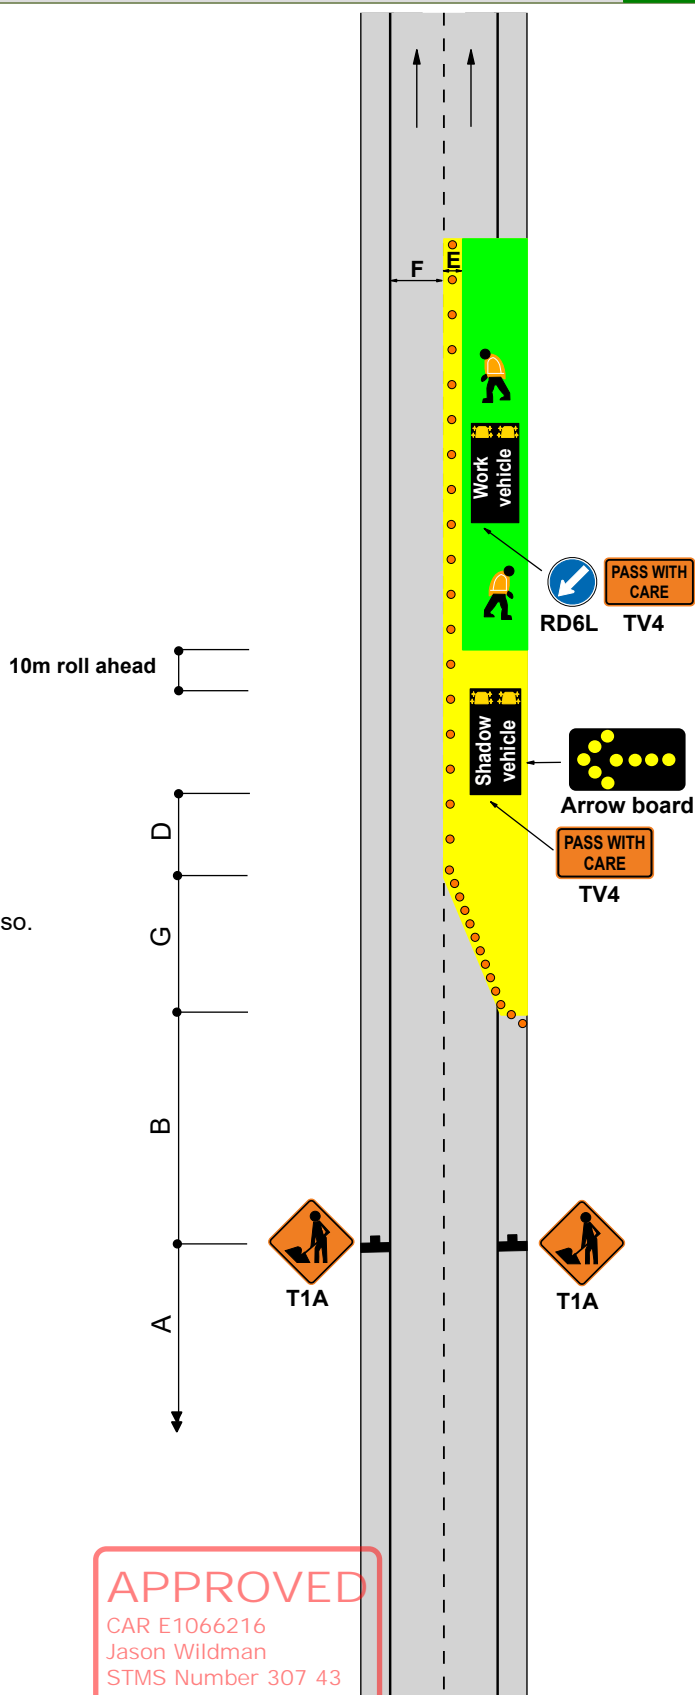 F
E
Work
vehicle
PASS WITH
CARE
RD6L
TV4
10m roll ahead
Shadow
vehicle
Arrow board
D
PASS WITH
CARE
TV4
so.
G
B
T1A
T1A
A
APPROVED
CAR E1066216
Jason Wildman
STMS Number 307 43